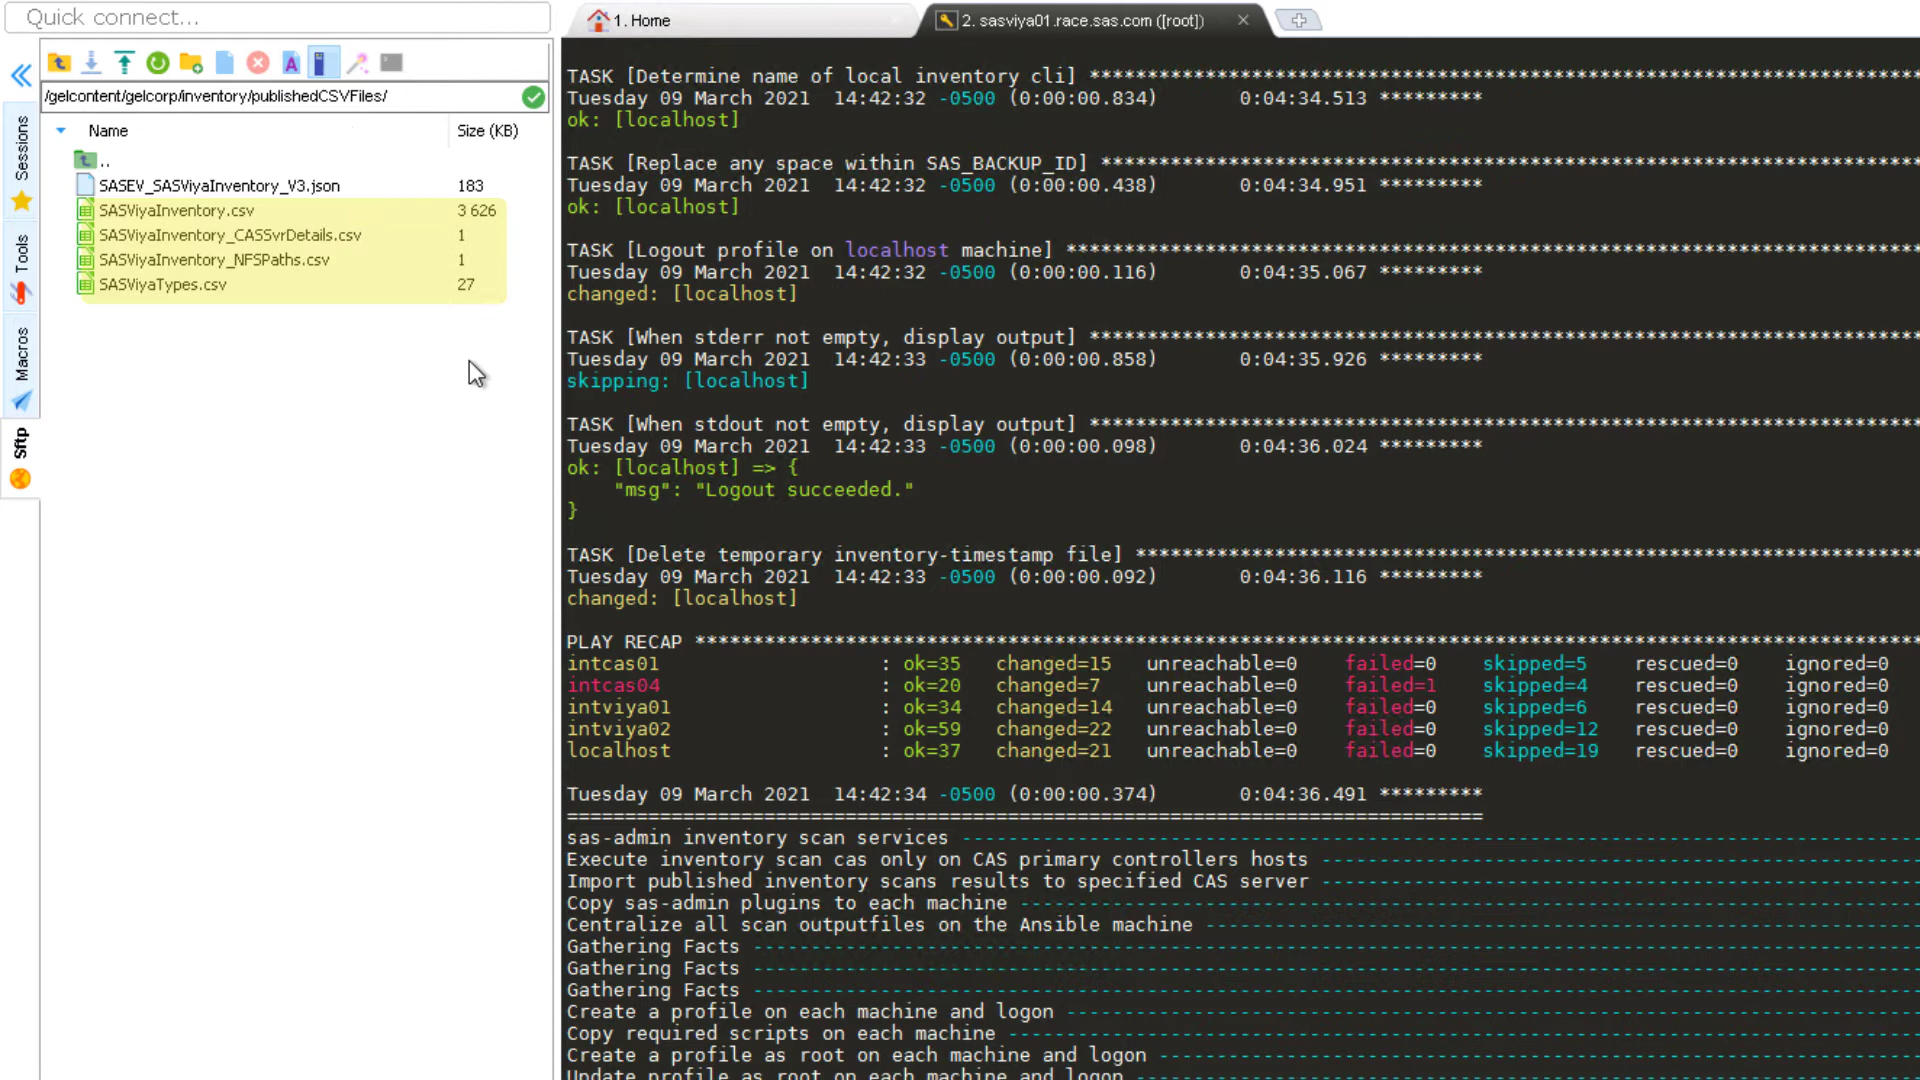 Quick connect...
1. Home
2. sasviya01.race.sas.com ([root])
/gelcontent/gelcorp/inventory/publishedCSVFiles/
Name Size (KB)
..
SASEV_SASViyaInventory_V3.json 183
SASViyaInventory.csv 3 626
SASViyaInventory_CASSvrDetails.csv 1
SASViyaInventory_NFSPaths.csv 1
SASViyaTypes.csv 27
Sessions
Tools
Macros
Sftp
TASK [Determine name of local inventory cli] ************************************************************************
Tuesday 09 March 2021  14:42:32 -0500 (0:00:00.834)       0:04:34.513 *********
ok: [localhost]
TASK [Replace any space within SAS_BACKUP_ID] ***********************************************************************
Tuesday 09 March 2021  14:42:32 -0500 (0:00:00.438)       0:04:34.951 *********
ok: [localhost]
TASK [Logout profile on localhost machine] **************************************************************************
Tuesday 09 March 2021  14:42:32 -0500 (0:00:00.116)       0:04:35.067 *********
changed: [localhost]
TASK [When stderr not empty, display output] ************************************************************************
Tuesday 09 March 2021  14:42:33 -0500 (0:00:00.858)       0:04:35.926 *********
skipping: [localhost]
TASK [When stdout not empty, display output] ************************************************************************
Tuesday 09 March 2021  14:42:33 -0500 (0:00:00.098)       0:04:36.024 *********
ok: [localhost] => {
    "msg": "Logout succeeded."
}
TASK [Delete temporary inventory-timestamp file] ********************************************************************
Tuesday 09 March 2021  14:42:33 -0500 (0:00:00.092)       0:04:36.116 *********
changed: [localhost]
PLAY RECAP **********************************************************************************************************
intcas01                   : ok=35   changed=15   unreachable=0    failed=0    skipped=5    rescued=0    ignored=0
intcas04                   : ok=20   changed=7    unreachable=0    failed=1    skipped=4    rescued=0    ignored=0
intviya01                  : ok=34   changed=14   unreachable=0    failed=0    skipped=6    rescued=0    ignored=0
intviya02                  : ok=59   changed=22   unreachable=0    failed=0    skipped=12   rescued=0    ignored=0
localhost                  : ok=37   changed=21   unreachable=0    failed=0    skipped=19   rescued=0    ignored=0
Tuesday 09 March 2021  14:42:34 -0500 (0:00:00.374)       0:04:36.491 *********
===============================================================================
sas-admin inventory scan services -----------------------------------------------------------------------------------
Execute inventory scan cas only on CAS primary controllers hosts ----------------------------------------------------
Import published inventory scans results to specified CAS server ----------------------------------------------------
Copy sas-admin plugins to each machine ------------------------------------------------------------------------------
Centralize all scan outputfiles on the Ansible machine --------------------------------------------------------------
Gathering Facts -----------------------------------------------------------------------------------------------------
Gathering Facts -----------------------------------------------------------------------------------------------------
Gathering Facts -----------------------------------------------------------------------------------------------------
Create a profile on each machine and logon --------------------------------------------------------------------------
Copy required scripts on each machine -------------------------------------------------------------------------------
Create a profile as root on each machine and logon ------------------------------------------------------------------
Update profile as root on each machine and logon --------------------------------------------------------------------